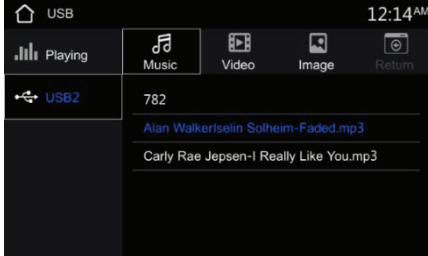 USB
12:14AM
Playing
Music
Video
Image
Return
USB2
782
Alan WalkerIselin Solheim-Faded.mp3
Carly Rae Jepsen-I Really Like You.mp3